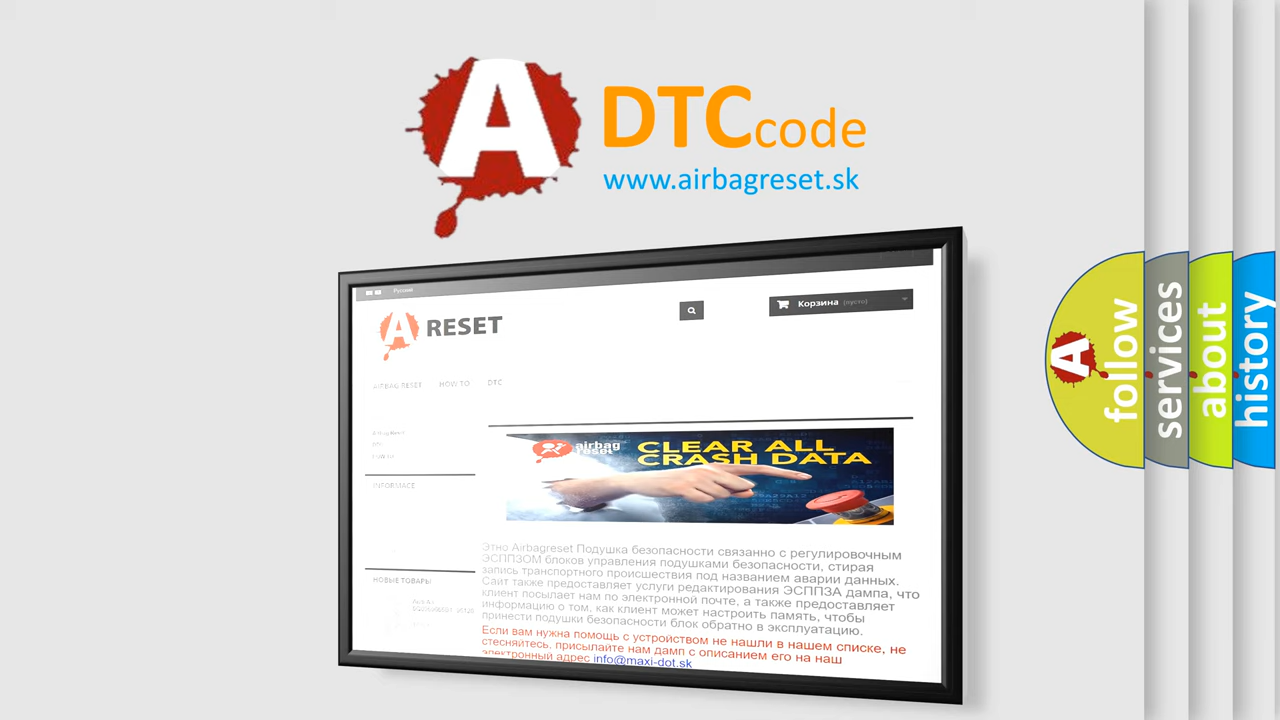 A
DTCcode
www.airbagreset.sk
Русский
A RESET
Корзина (пусто)
AIRBAG RESET HOW TO DTC
INFORMACE
НОВЫЕ ТОВАРЫ
airbag
reset
CLEAR ALL
CRASH DATA
Этно Airbagreset Подушка безопасности связанно с регулировочным
ЭСППЗОМ блоков управления подушками безопасности, стирая
запись транспортного происшествия под названием аварии данных.
Сайт также предоставляет услуги редактирования ЭСППЗА дампа, что
клиент посылает нам по электронной почте, а также предоставляет
информацию о том, как клиент может настроить память, чтобы
принести подушки безопасности блок обратно в эксплуатацию.
Если вам нужна помощь с устройством не нашли в нашем списке, не
стесняйтесь, присылайте нам дамп с описанием его на наш
электронный адрес info@maxi-dot.sk
A
follow
services
about
history